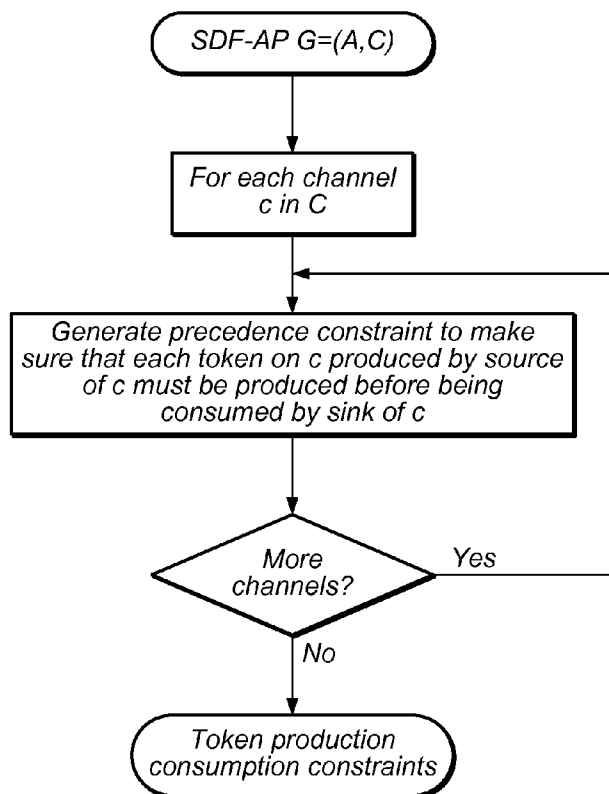 SDF-AP G=(A,C)
For each channel
c in C
Generate precedence constraint to make
sure that each token on c produced by source
of c must be produced before being
consumed by sink of c
More
channels?
Yes
No
Token production
consumption constraints